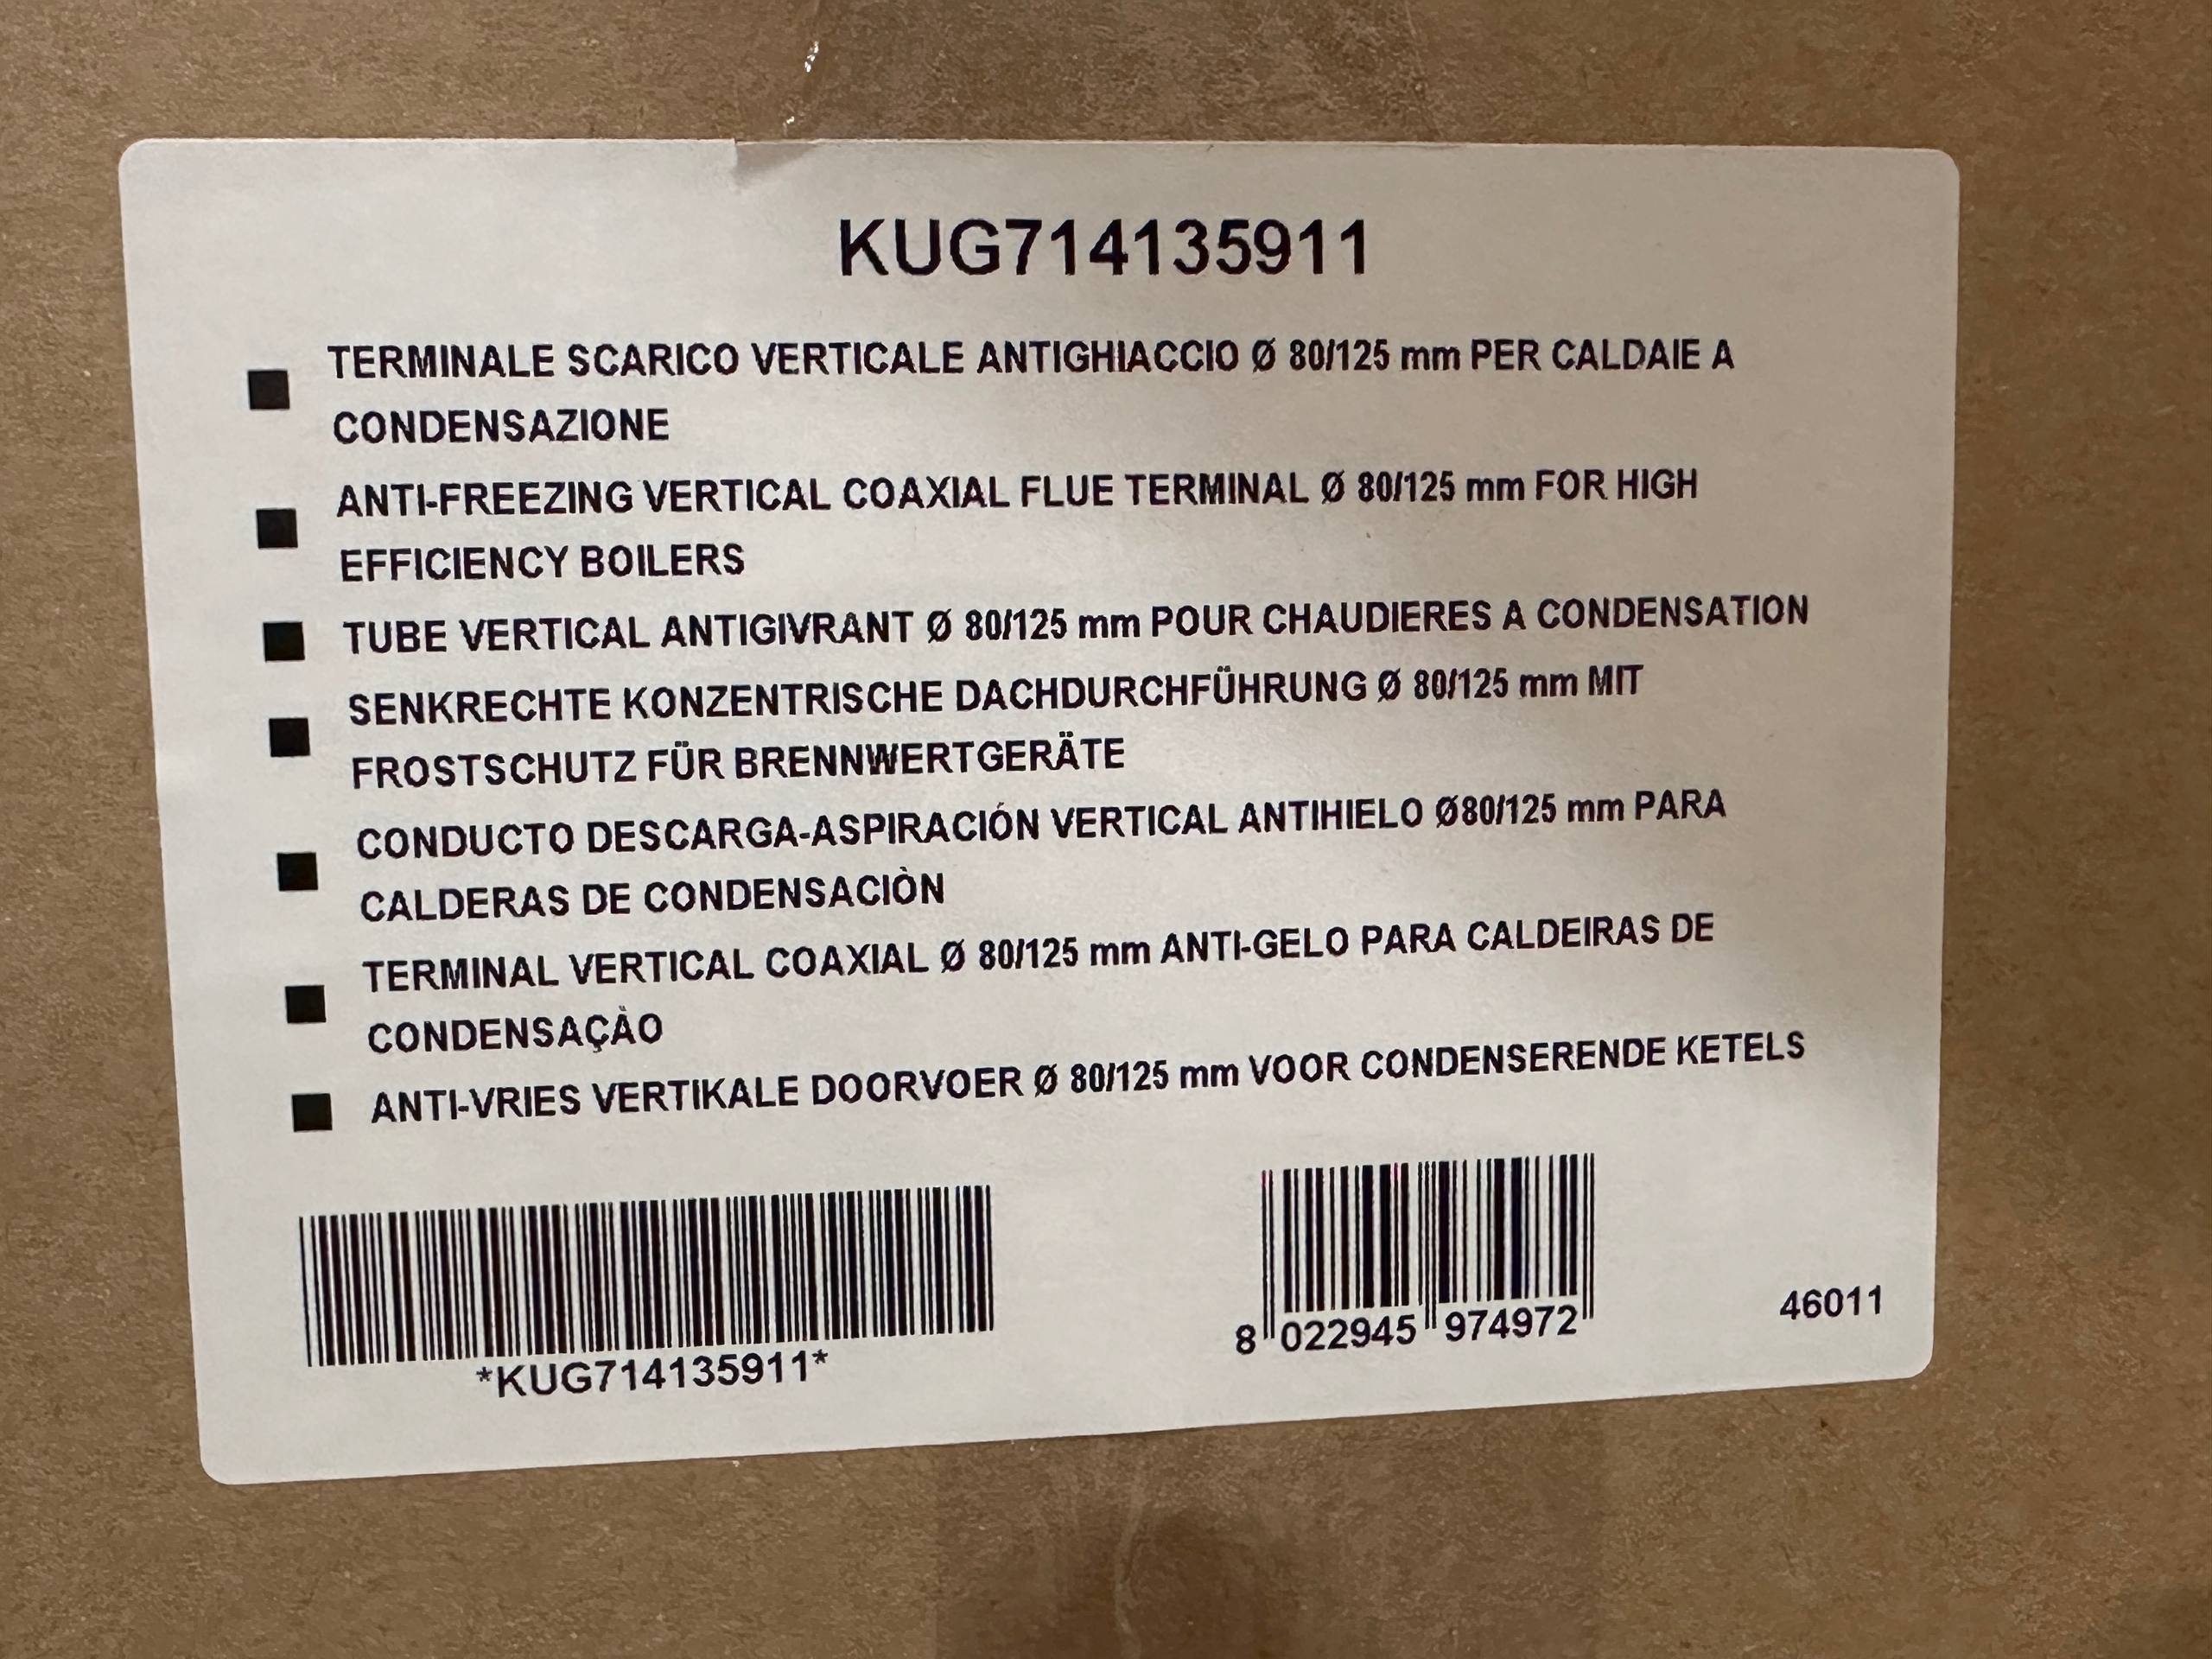 KUG714135911
TERMINALE SCARICO VERTICALE ANTIGHIACCIO Ø 80/125 mm PER CALDAIE A
CONDENSAZIONE
ANTI-FREEZING VERTICAL COAXIAL FLUE TERMINAL Ø 80/125 mm FOR HIGH
EFFICIENCY BOILERS
TUBE VERTICAL ANTIGIVRANT Ø 80/125 mm POUR CHAUDIERES A CONDENSATION
SENKRECHTE KONZENTRISCHE DACHDURCHFÜHRUNG Ø 80/125 mm MIT
FROSTSCHUTZ FÜR BRENNWERTGERÄTE
CONDUCTO DESCARGA-ASPIRACIÓN VERTICAL ANTIHIELO Ø80/125 mm PARA
CALDERAS DE CONDENSACIÒN
TERMINAL VERTICAL COAXIAL Ø 80/125 mm ANTI-GELO PARA CALDEIRAS DE
CONDENSAÇÀO
ANTI-VRIES VERTIKALE DOORVOER Ø 80/125 mm VOOR CONDENSERENDE KETELS
*KUG714135911*
8 022945 974972
46011